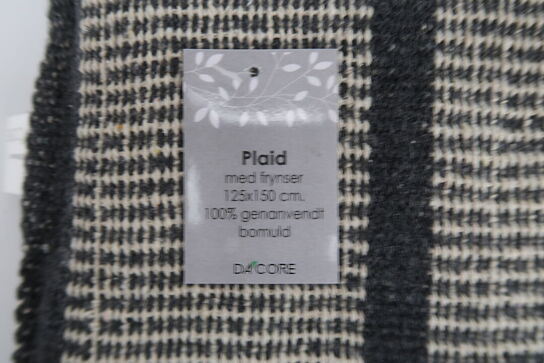 Plaid
med frynser
125x150 cm.
100% genanvendt
bomuld
DA'CORE